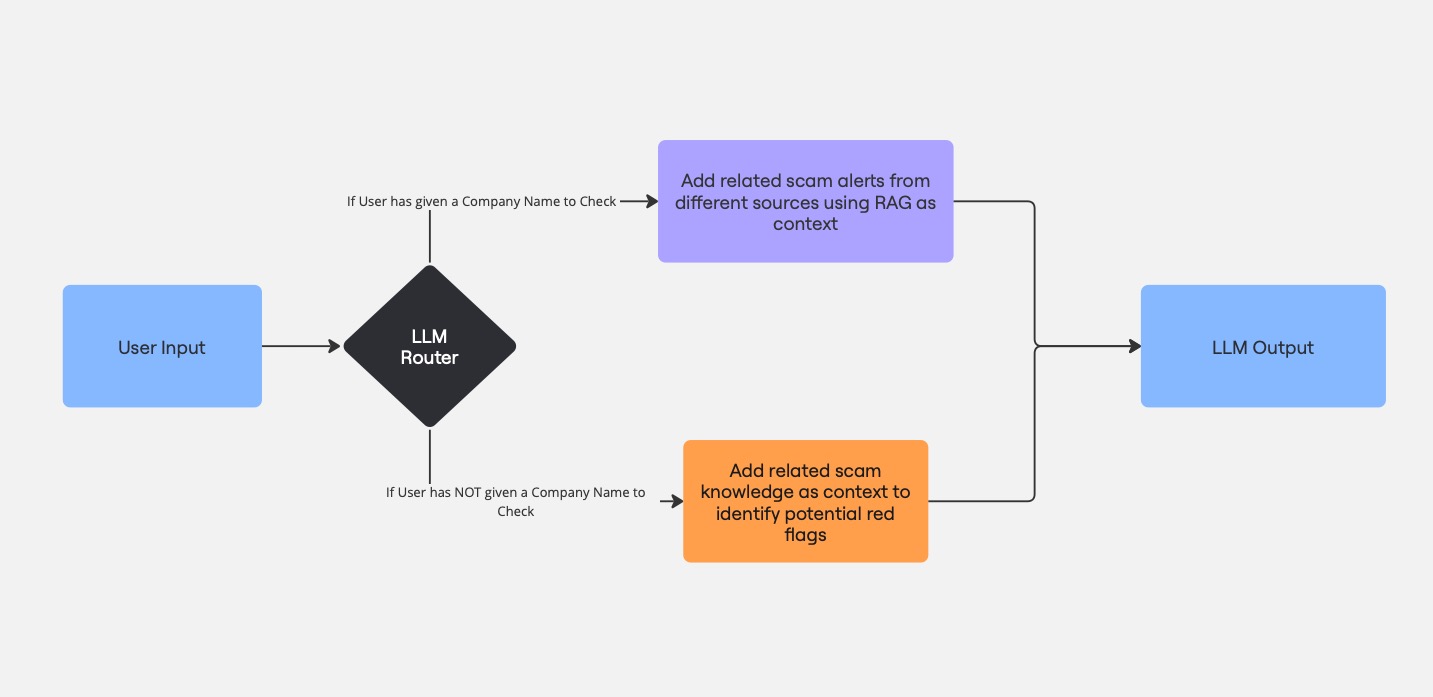 User Input
LLM
Router
If User has given a Company Name to Check
Add related scam alerts from
different sources using RAG as
context
If User has NOT given a Company Name to
Check
Add related scam
knowledge as context to
identify potential red
flags
LLM Output